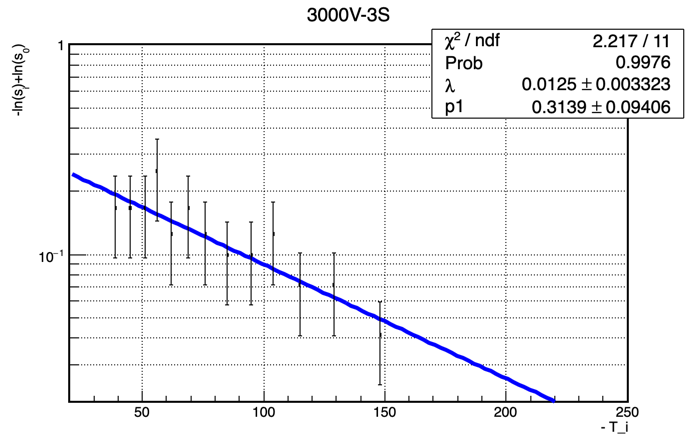 3000V-3S
χ² / ndf 2.217 / 11
Prob 0.9976
λ 0.0125 ± 0.003323
p1 0.3139 ± 0.09406
-ln(s_i)+ln(s_0)
1
10⁻¹
50 100 150 200 250
- T_i